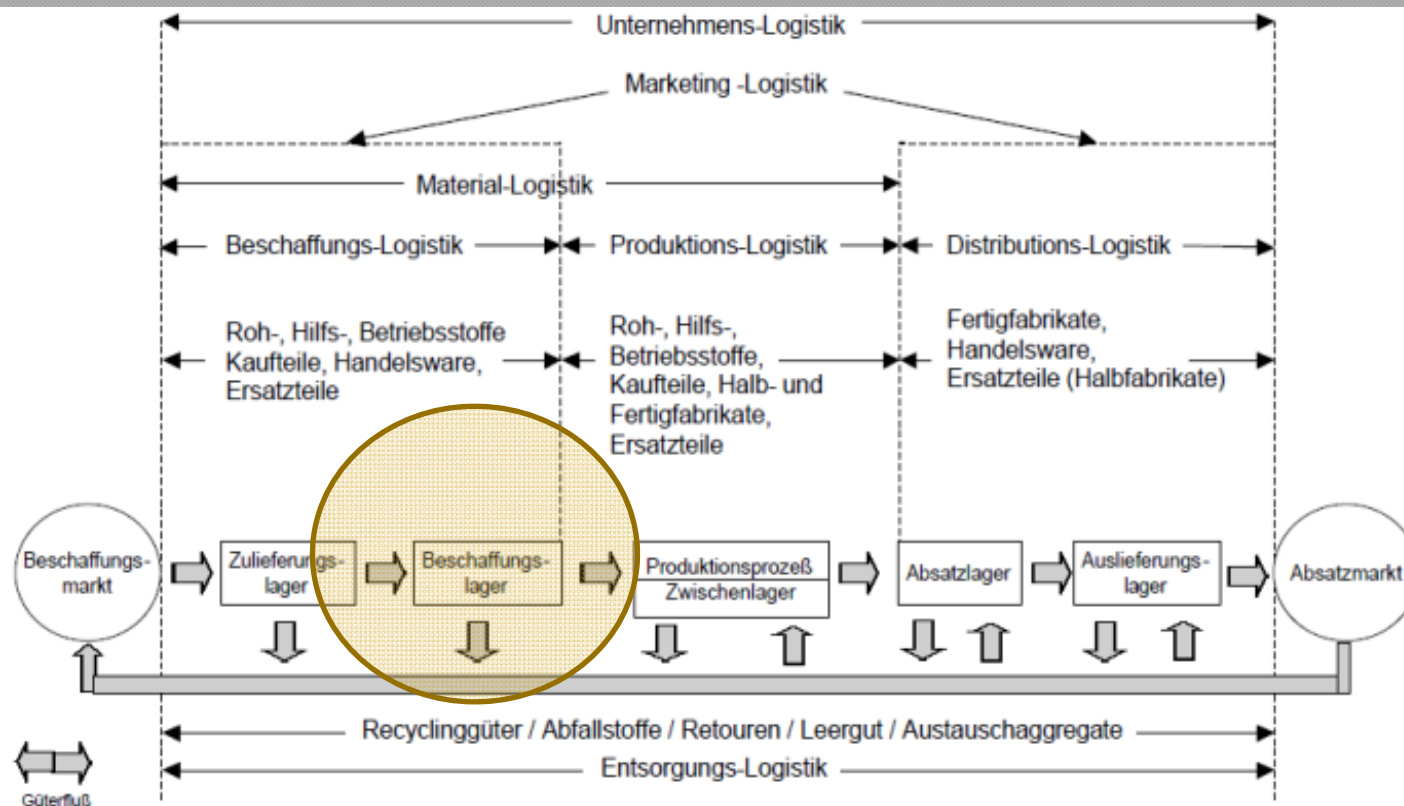 Unternehmens-Logistik
Marketing -Logistik
Material-Logistik
Beschaffungs-Logistik
Produktions-Logistik
Distributions-Logistik
Roh-, Hilfs-, Betriebsstoffe
Kaufteile, Handelsware,
Ersatzteile
Roh-, Hilfs-,
Betriebsstoffe,
Kaufteile, Halb- und
Fertigfabrikate,
Ersatzteile
Fertigfabrikate,
Handelsware,
Ersatzteile (Halbfabrikate)
Beschaffungs-
markt
Zulieferungs-
lager
Beschaffungs-
lager
Produktionsprozeß
Zwischenlager
Absatzlager
Auslieferungs-
lager
Absatzmarkt
Recyclinggüter / Abfallstoffe / Retouren / Leergut / Austauschaggregate
Entsorgungs-Logistik
Güterfluß